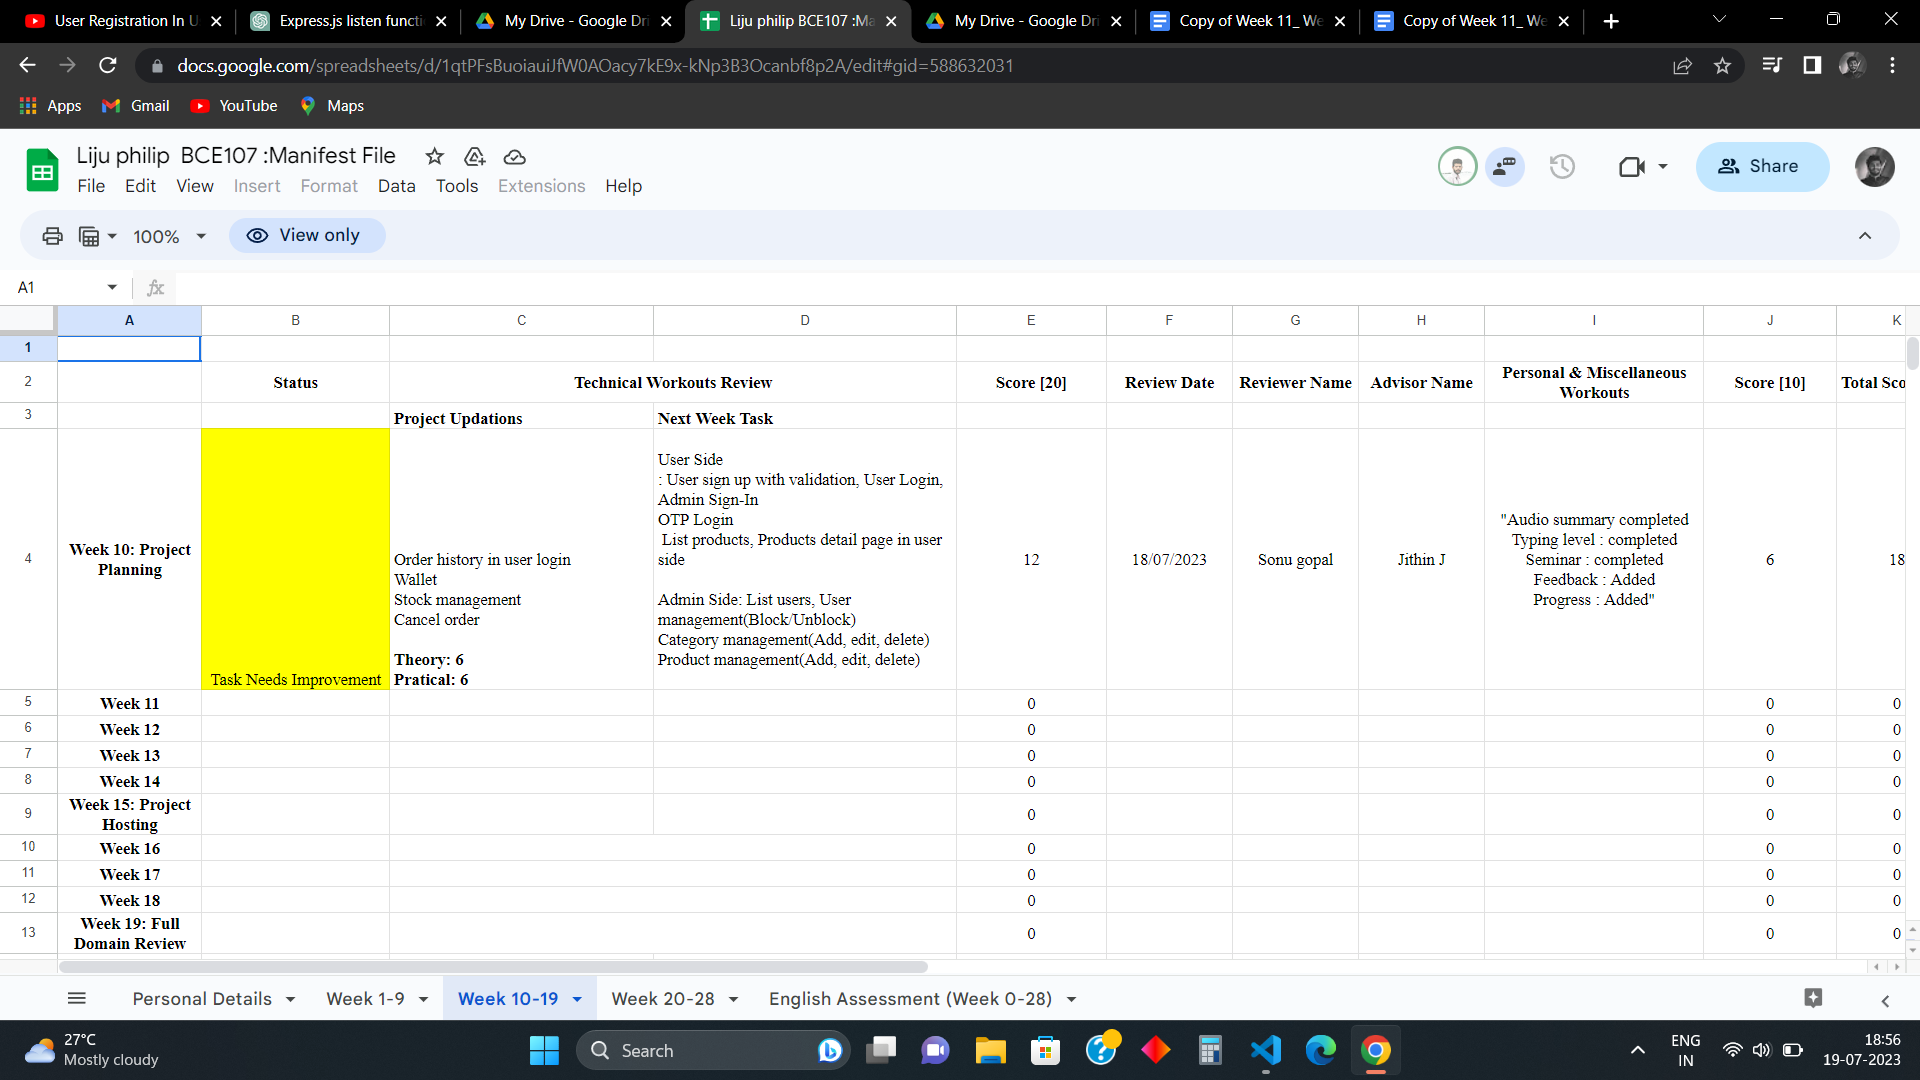 User Registration In U
Express.js listen functi
My Drive - Google Dri
Liju philip BCE107 :Ma
My Drive - Google Dri
Copy of Week 11_ We
Copy of Week 11_ We
docs.google.com/spreadsheets/d/1qtPFsBuoiauiJfW0AOacy7kE9x-kNp3B3Ocanbf8p2A/edit#gid=588632031
Apps
Gmail
YouTube
Maps
Liju philip BCE107 :Manifest File
File Edit View Insert Format Data Tools Extensions Help
Share
100%
View only
A1
fx
A B C D E F G H I J K
1
2
Status
Technical Workouts Review
Score [20]
Review Date
Reviewer Name
Advisor Name
Personal & Miscellaneous
Workouts
Score [10]
Total Sco
3
Project Updations
Next Week Task
4
Week 10: Project
Planning
Task Needs Improvement
Order history in user login
Wallet
Stock management
Cancel order
Theory: 6
Pratical: 6
User Side
: User sign up with validation, User Login,
Admin Sign-In
OTP Login
List products, Products detail page in user
side
Admin Side: List users, User
management(Block/Unblock)
Category management(Add, edit, delete)
Product management(Add, edit, delete)
12
18/07/2023
Sonu gopal
Jithin J
"Audio summary completed
Typing level : completed
Seminar : completed
Feedback : Added
Progress : Added"
6
18
5 Week 11 0 0 0
6 Week 12 0 0 0
7 Week 13 0 0 0
8 Week 14 0 0 0
9 Week 15: Project
Hosting
0 0 0
10 Week 16 0 0 0
11 Week 17 0 0 0
12 Week 18 0 0 0
13 Week 19: Full
Domain Review
0 0 0
Personal Details
Week 1-9
Week 10-19
Week 20-28
English Assessment (Week 0-28)
27°C
Mostly cloudy
Search
ENG
IN
18:56
19-07-2023